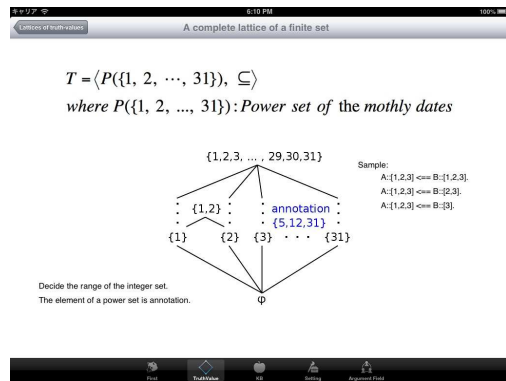 キャリア 6:10 PM 100%
Lattices of truth-values A complete lattice of a finite set
T = ⟨P({1, 2, ⋯, 31}), ⊆⟩
where P({1, 2, ..., 31}) : Power set of the mothly dates
{1,2,3, ... , 29,30,31}
Sample:
A::[1,2,3] <== B::[1,2,3].
A::[1,2,3] <== B::[2,3].
A::[1,2,3] <== B::[3].
{1,2}
annotation
{5,12,31}
{1} {2} {3} · · · {31}
Decide the range of the integer set.
The element of a power set is annotation.
φ
First TruthValue KB Setting Argument Field